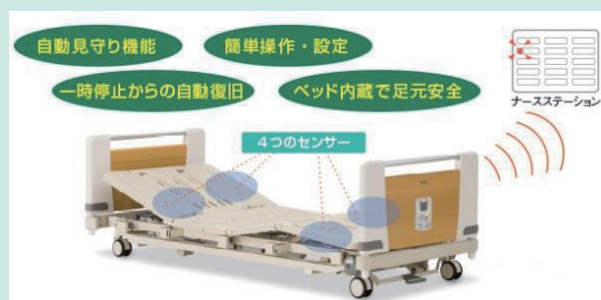 自動見守り機能
簡単操作・設定
一時停止からの自動復旧
ベッド内蔵で足元安全
ナースステーション
4つのセンサー